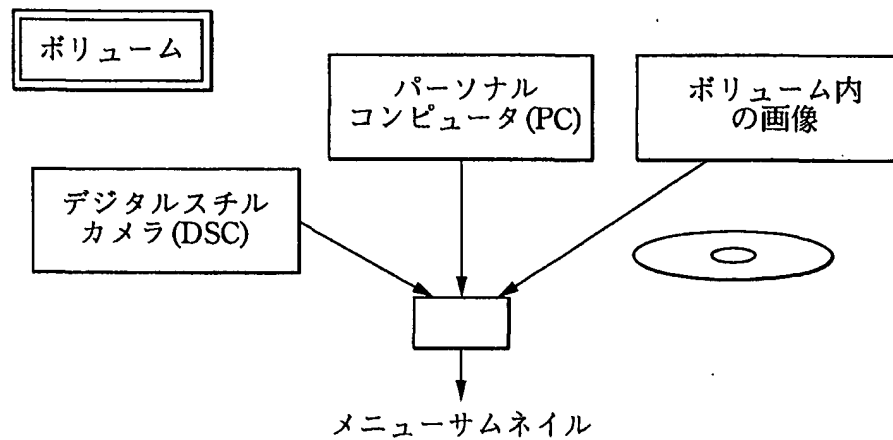 ボリューム
パーソナル
コンピュータ(PC)
ボリューム内
の画像
デジタルスチル
カメラ(DSC)
メニューサムネイル